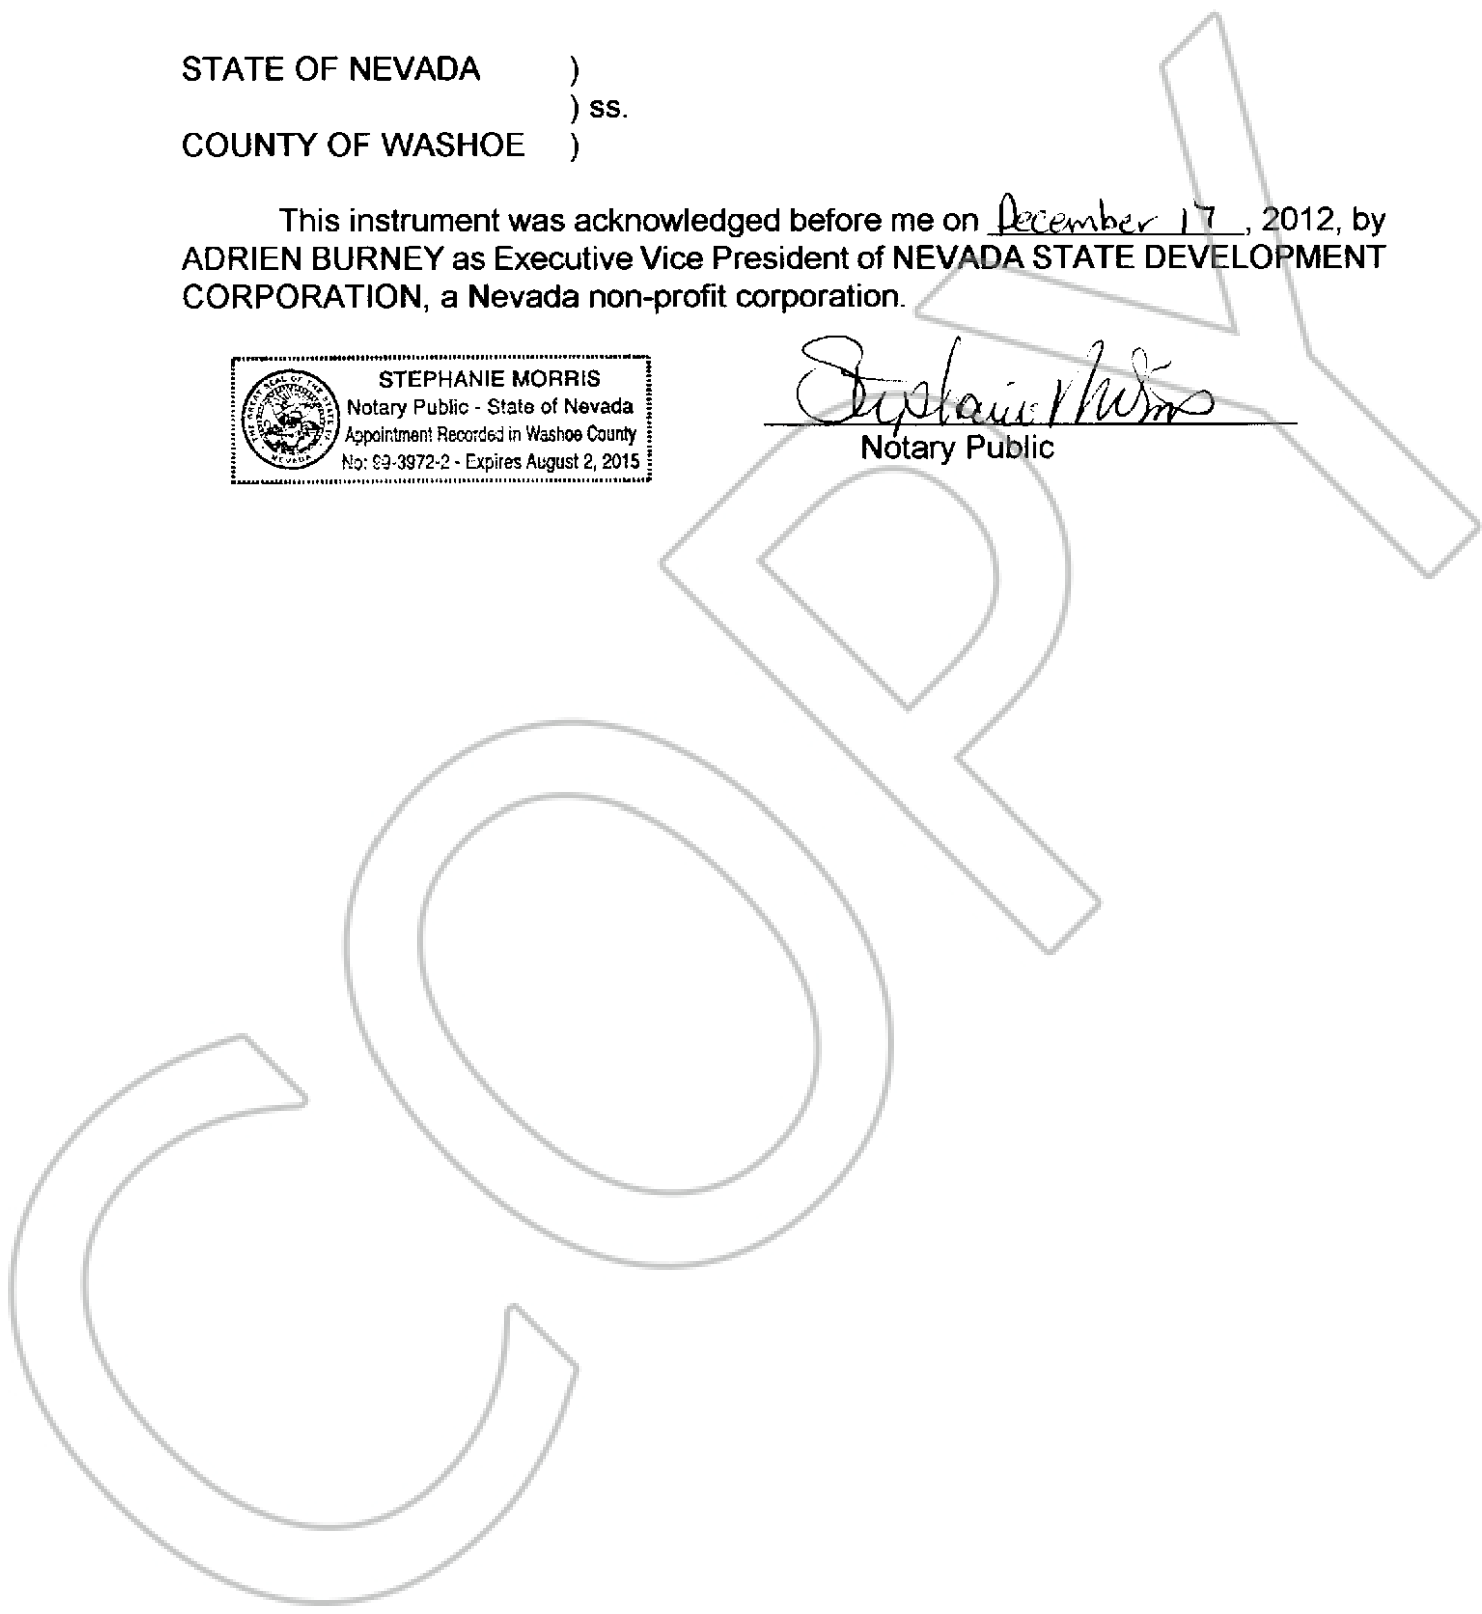 STATE OF NEVADA )
) ss.
COUNTY OF WASHOE )
This instrument was acknowledged before me on December 17, 2012, by
ADRIEN BURNEY as Executive Vice President of NEVADA STATE DEVELOPMENT
CORPORATION, a Nevada non-profit corporation.
STEPHANIE MORRIS
Notary Public - State of Nevada
Appointment Recorded in Washoe County
No: 99-3972-2 - Expires August 2, 2015
Stephanie Morris
Notary Public
COPY